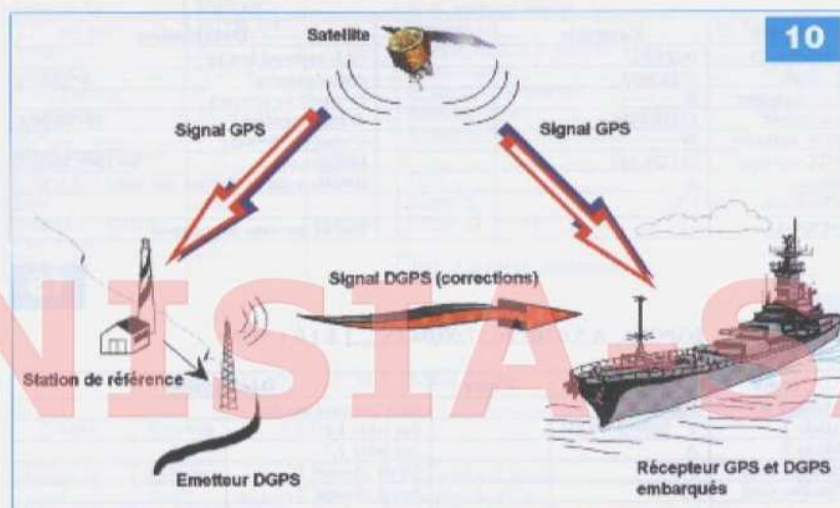 10
Satellite
Signal GPS
Signal GPS
Signal DGPS (corrections)
Station de référence
Emetteur DGPS
Récepteur GPS et DGPS
embarqués
NISIA S